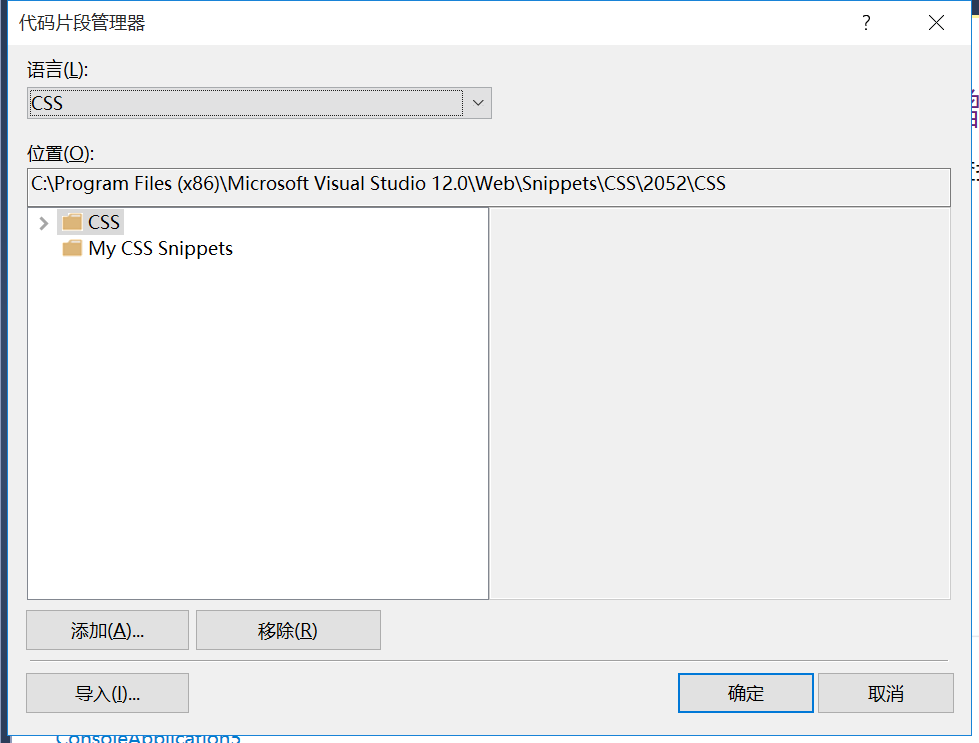 代码片段管理器
?
语言(L):
CSS
位置(O):
C:\Program Files (x86)\Microsoft Visual Studio 12.0\Web\Snippets\CSS\2052\CSS
CSS
My CSS Snippets
添加(A)...
移除(R)
导入(I)...
确定
取消
ConsoleApplication5